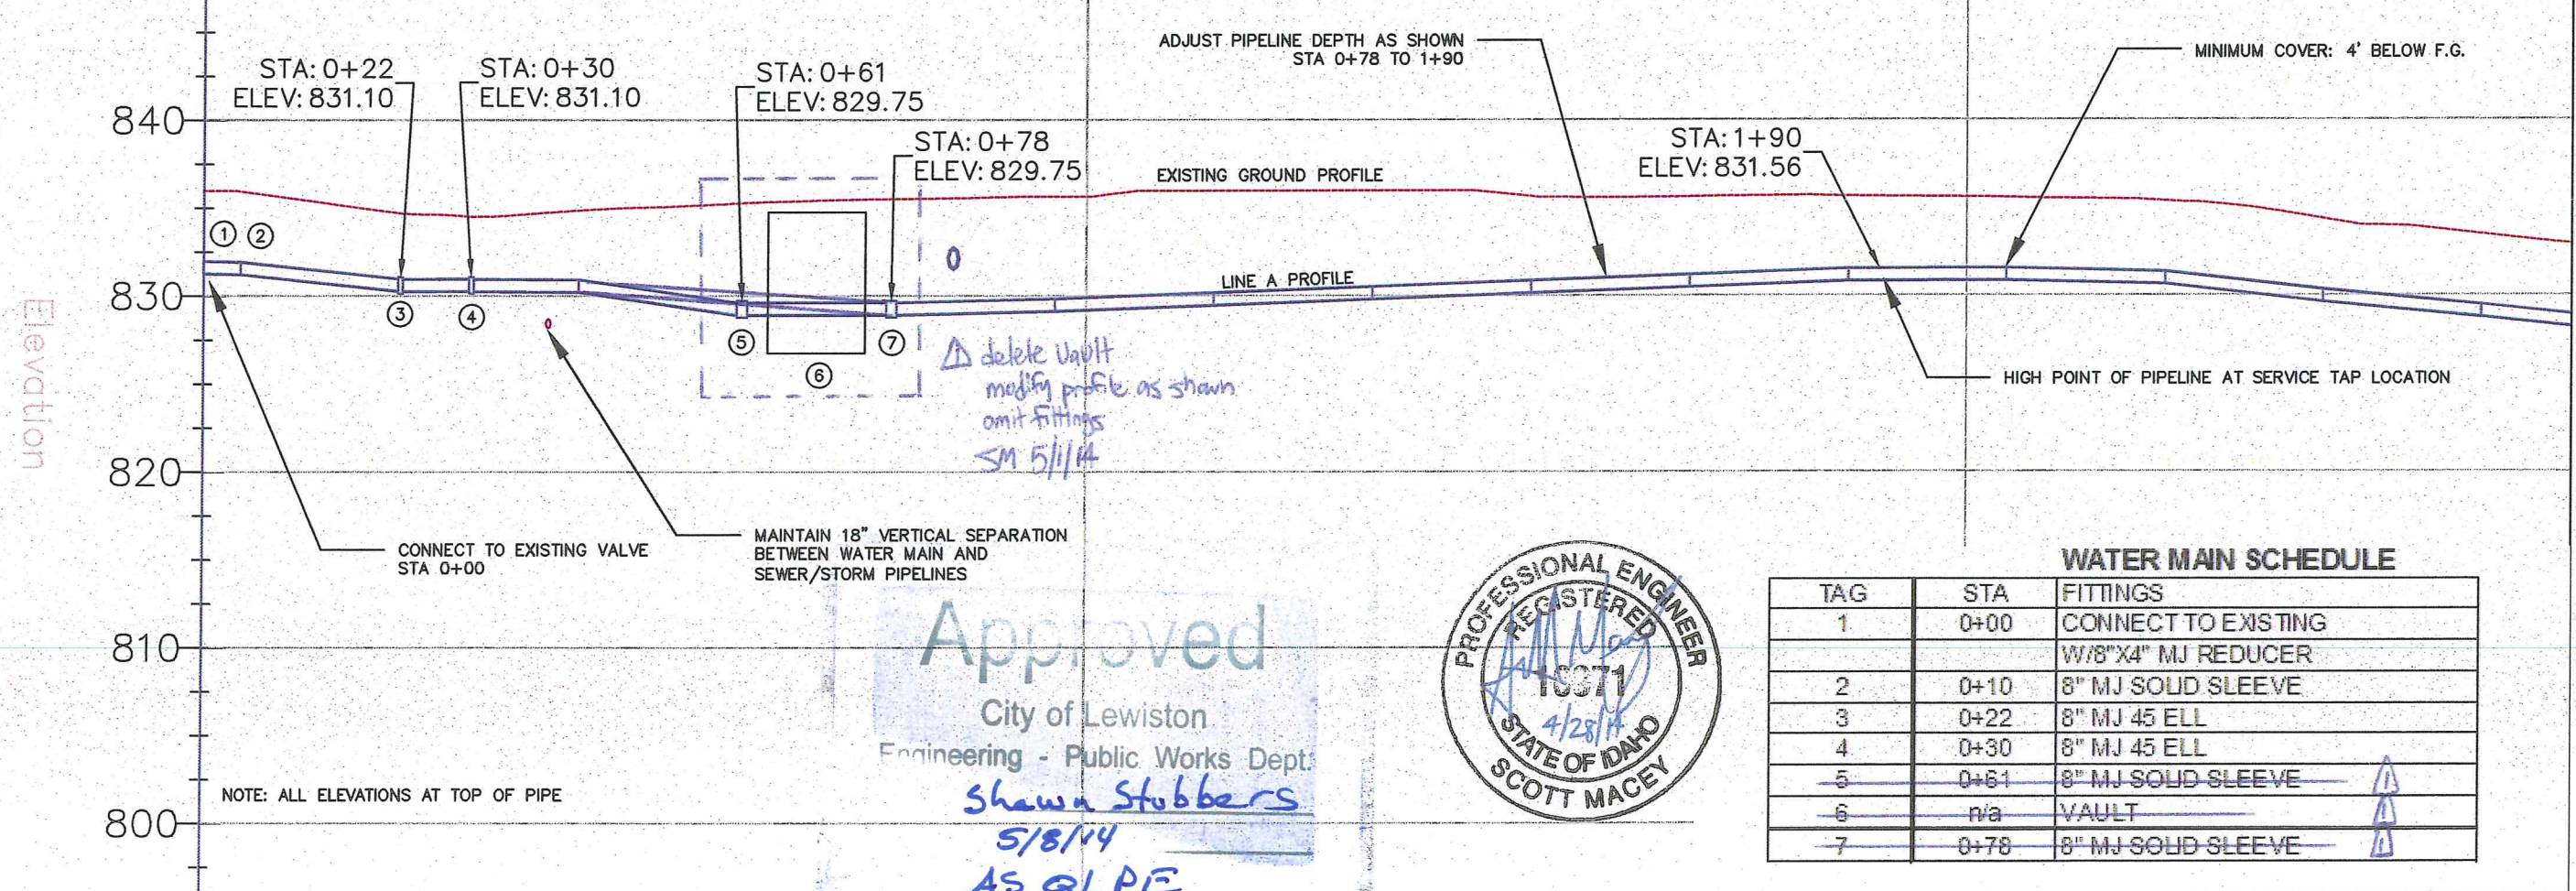 ADJUST PIPELINE DEPTH AS SHOWN
STA 0+78 TO 1+90
MINIMUM COVER: 4' BELOW F.G.
STA: 0+22
ELEV: 831.10
STA: 0+30
ELEV: 831.10
STA: 0+61
ELEV: 829.75
STA: 0+78
ELEV: 829.75
STA: 1+90
ELEV: 831.56
840
EXISTING GROUND PROFILE
1 2
830
LINE A PROFILE
3
4
5
6
7
Elevation
1 delete Vault
modify profile as shown
omit fittings
SM 5/1/14
HIGH POINT OF PIPELINE AT SERVICE TAP LOCATION
820
CONNECT TO EXISTING VALVE
STA 0+00
MAINTAIN 18" VERTICAL SEPARATION
BETWEEN WATER MAIN AND
SEWER/STORM PIPELINES
810
Approved
City of Lewiston
Engineering - Public Works Dept.
Shawn Stubbers
5/8/14
PROFESSIONAL ENGINEER
REGISTERED
4/28/14
STATE OF IDAHO
SCOTT MACEY
NOTE: ALL ELEVATIONS AT TOP OF PIPE
800
WATER MAIN SCHEDULE
TAG STA FITTINGS
1 0+00 CONNECT TO EXISTING
W/8"X4" MJ REDUCER
2 0+10 8" MJ SOLID SLEEVE
3 0+22 8" MJ 45 ELL
4 0+30 8" MJ 45 ELL
5 0+61 8" MJ SOLID SLEEVE 1
6 n/a VAULT 1
7 0+78 8" MJ SOLID SLEEVE 1